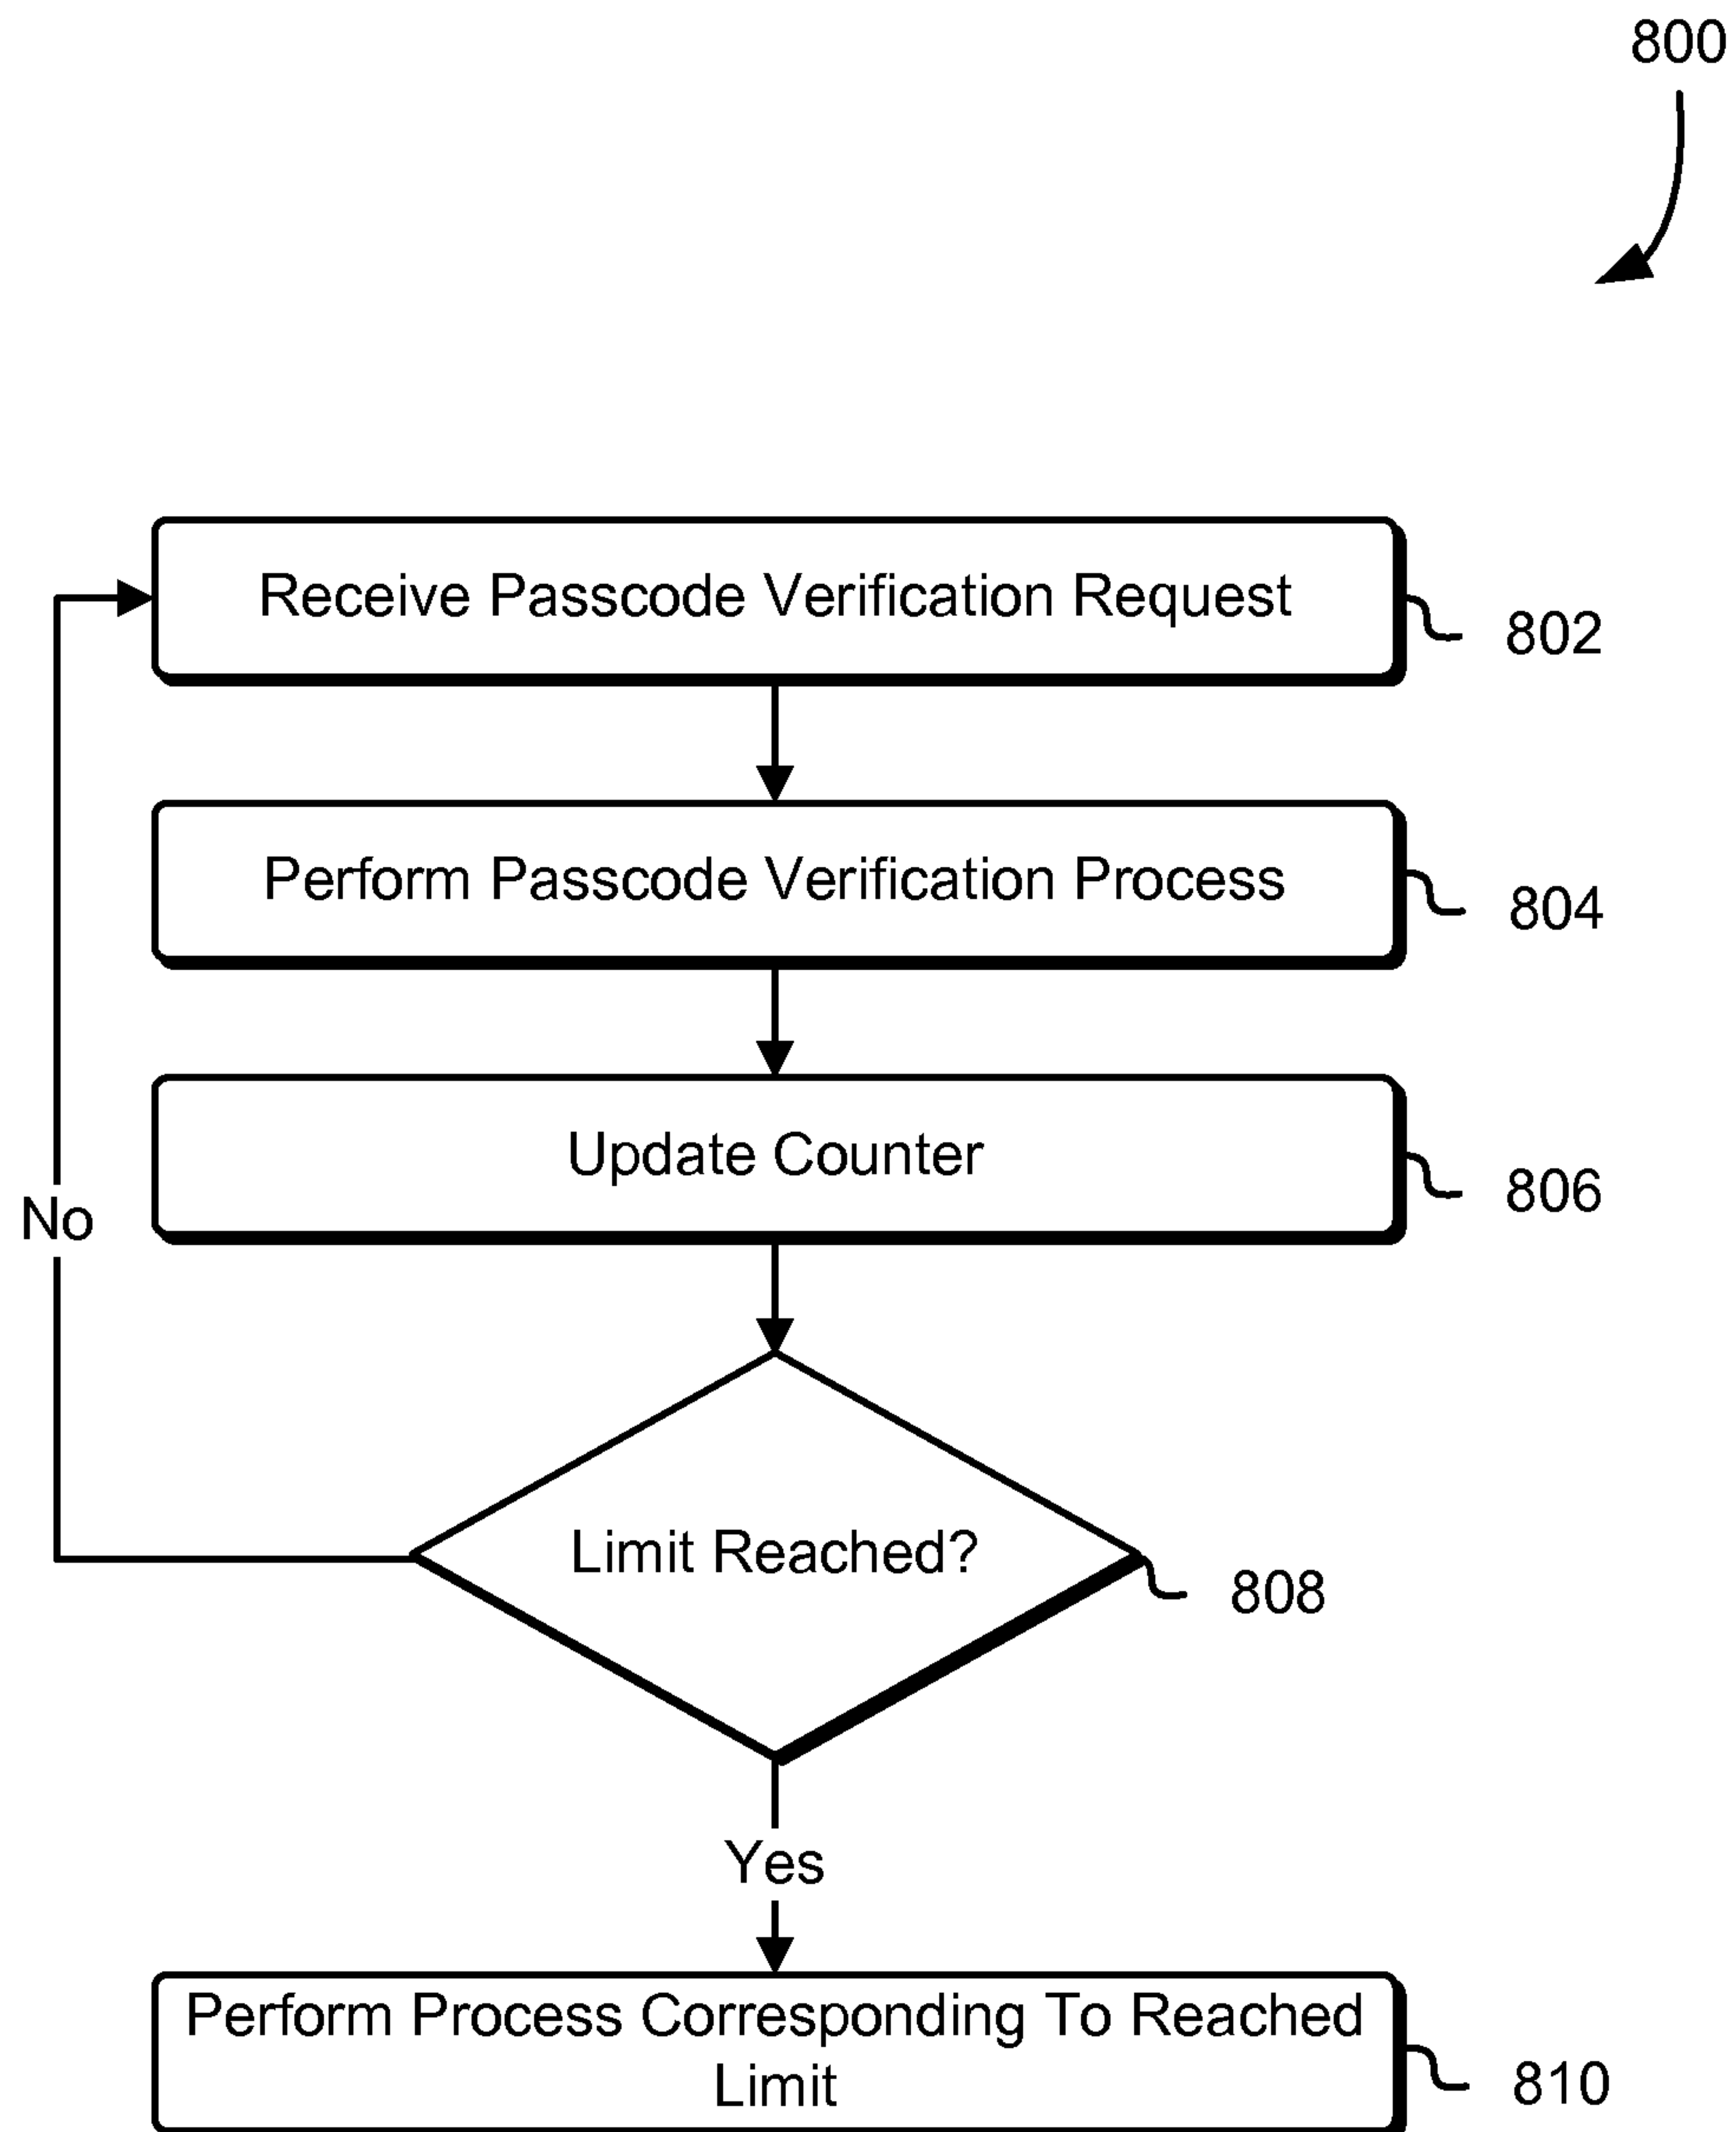 800
Receive Passcode Verification Request
802
Perform Passcode Verification Process
804
Update Counter
806
No
Limit Reached?
808
Yes
Perform Process Corresponding To Reached
Limit
810